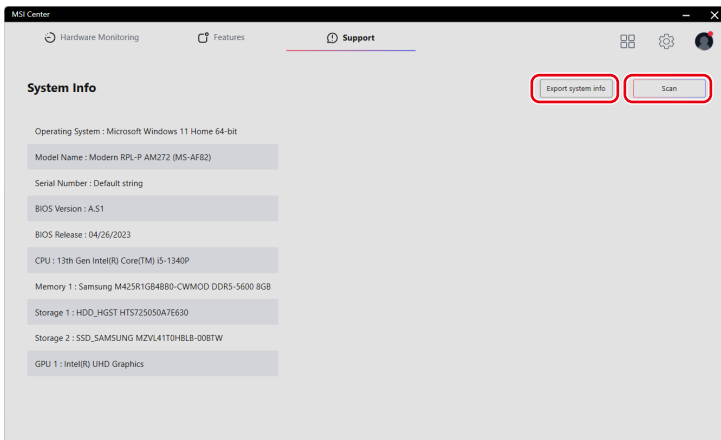 MSI Center
Hardware Monitoring
Features
Support
System Info
Export system info
Scan
Operating System : Microsoft Windows 11 Home 64-bit
Model Name : Modern RPL-P AM272 (MS-AF82)
Serial Number : Default string
BIOS Version : A.S1
BIOS Release : 04/26/2023
CPU : 13th Gen Intel(R) Core(TM) i5-1340P
Memory 1 : Samsung M425R1GB4BB0-CWMOD DDR5-5600 8GB
Storage 1 : HDD_HGST HTS725050A7E630
Storage 2 : SSD_SAMSUNG MZVL41T0HBLB-00BTW
GPU 1 : Intel(R) UHD Graphics